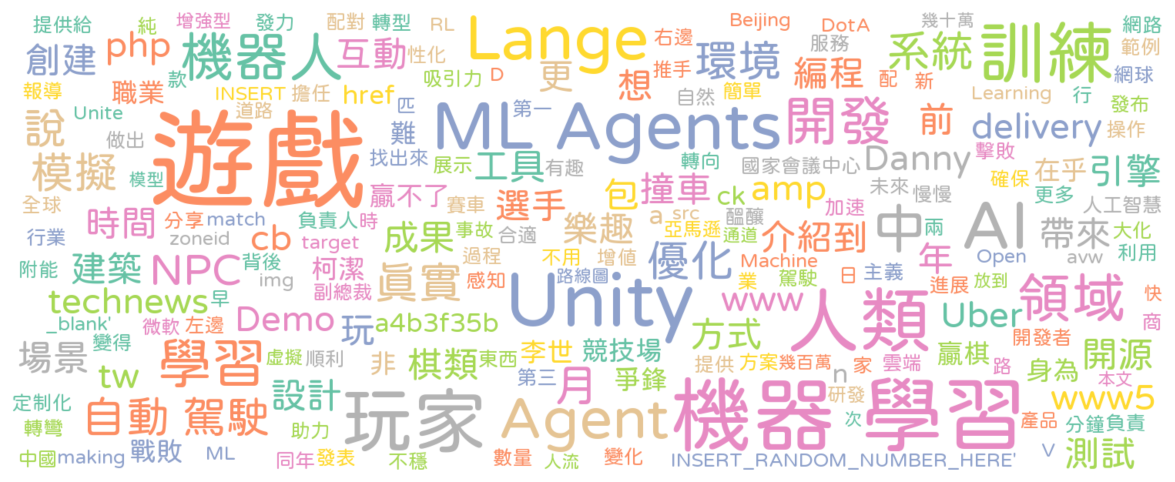 提供給 純 增強型 發力 配對 轉型 RL Beijing DotA 幾十萬 網路
創建 php 機器人 互動 性化 Lange 右邊 環境 服務 編程 系統 訓練 範例
報導 職業 款 INSERT 擔任 href 吸引力 D 更 想 推手 自然 簡單 配 新 Learning 行 網球 發布
說 Unite 道路 匹 ML Agents 第一 開發 前 delivery 操作
做出 遊戲 難 找出來 展示 工具 有趣 轉向 國家會議中心 Danny 擊敗 在乎 引擎
模擬 模型 贏不了 包 撞車 ck amp 未來 慢慢 確保 更多 人工智慧
全球 時間 分享 match 負責人 時 賽車 選手 樂趣 a src 醞釀 加速 中 兩 AI 帶來 大化
行業 zoneid cb target 成果 事故 合適 亞馬遜 通道 介紹到 年 Open avw 利用
附能 建築 NPC 背後 img 柯潔 副總裁 眞實 過程 感知 不用 增值 路線圖 優化 Machine 業 駕駛 日 主義 進展 放到 領域 快
technews 早 Demo 玩 a4b3f35b Unity www 人類 Uber 開發者 商
_blank' 微軟 左邊 變得 方式
場景 tw 學習 虛擬 順利 非 棋類 東西 李世 競技場 提供 方案 幾百萬 家 雲端 贏棋 路 身為 開源 本文
定制化 自動 駕駛 設計 玩家 第三 月 爭鋒 n 研發 www5
轉彎 助力 Agent 機器 學習 次 產品 分鐘 負責
中國 making 戰敗 ML 同年 發表 不穩 數量 人流 變化 INSERT_RANDOM_NUMBER_HERE' V 測試